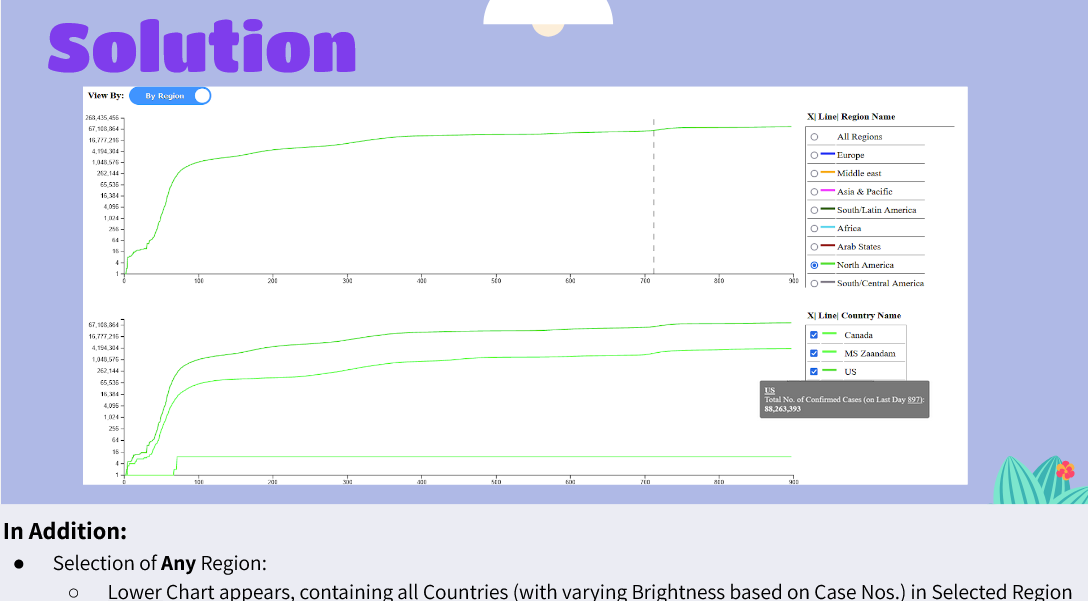 Solution
View By: By Region
268,435,456
67,108,864
16,777,216
4,194,304
1,048,576
262,144
65,536
16,384
4,096
1,024
256
64
16
4
1
0 100 200 300 400 500 600 700 800 900
X| Line| Region Name
All Regions
Europe
Middle east
Asia & Pacific
South/Latin America
Africa
Arab States
North America
South/Central America
67,108,864
16,777,216
4,194,304
1,048,576
262,144
65,536
16,384
4,096
1,024
256
64
16
4
1
0 100 200 300 400 500 600 700 800 900
X| Line| Country Name
Canada
MS Zaandam
US
US
Total No. of Confirmed Cases (on Last Day 897):
88,263,393
In Addition:
● Selection of Any Region:
○ Lower Chart appears, containing all Countries (with varying Brightness based on Case Nos.) in Selected Region